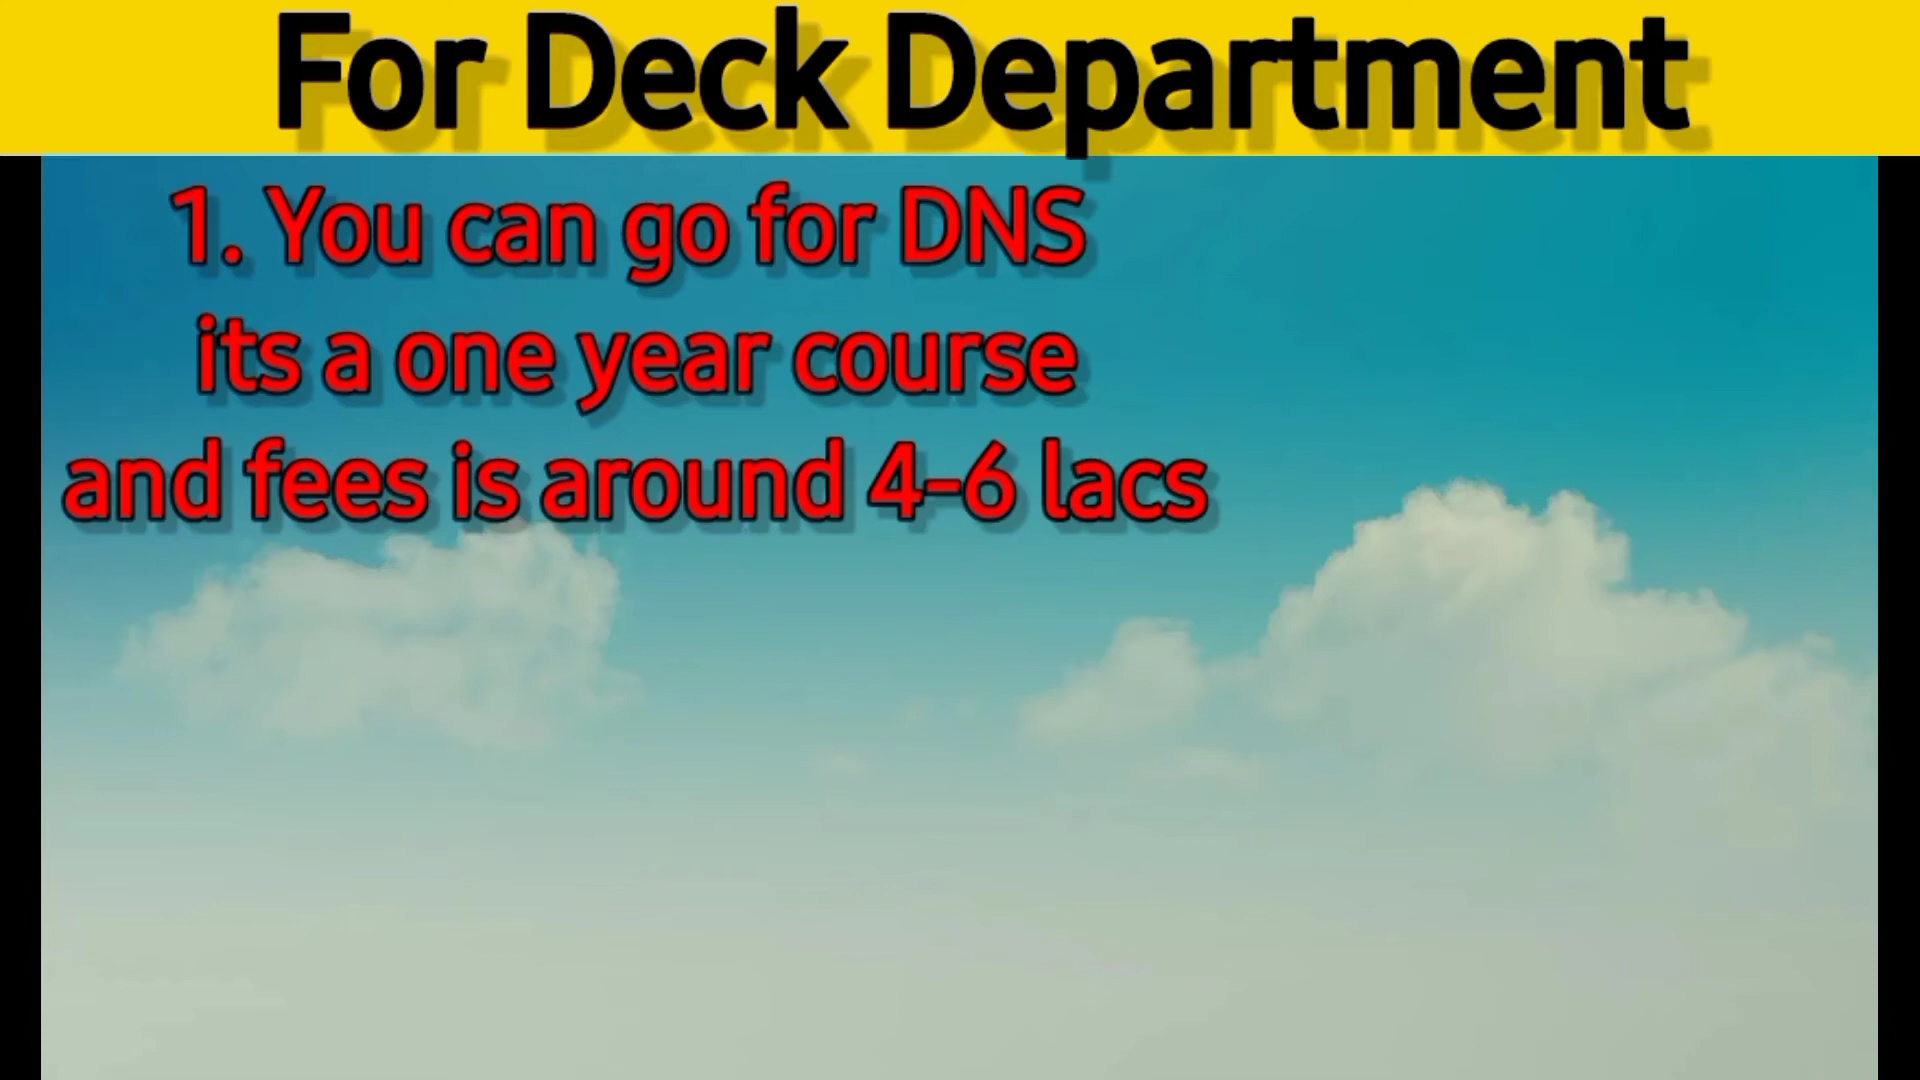 For Deck Department
1. You can go for DNS
its a one year course
and fees is around 4-6 lacs